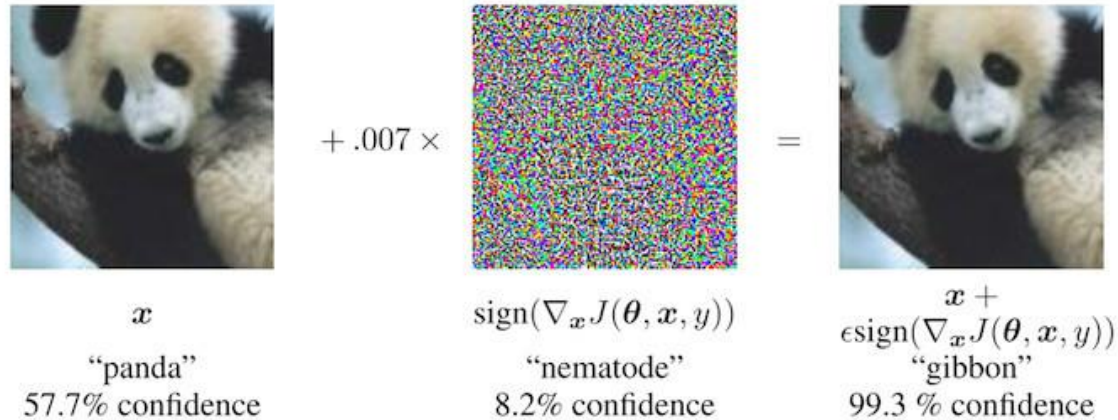 + .007 ×
=
x
sign(∇ₓJ(θ, x, y))
x +
ϵsign(∇ₓJ(θ, x, y))
“panda”
“nematode”
“gibbon”
57.7% confidence
8.2% confidence
99.3 % confidence